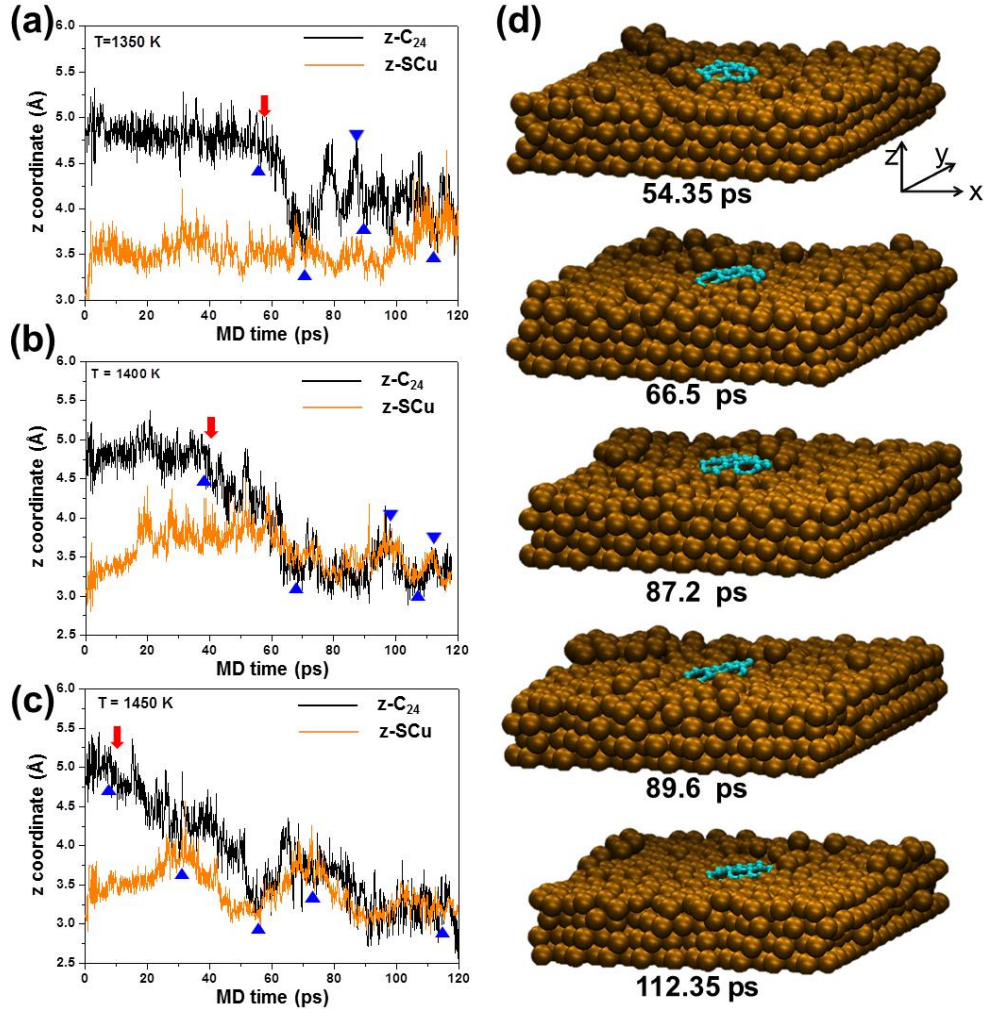 (a)
T=1350 K
z-C24
z-SCu
z coordinate (Å)
6.0
5.5
5.0
4.5
4.0
3.5
3.0
0 20 40 60 80 100 120
MD time (ps)
(b)
T = 1400 K
z-C24
z-SCu
z coordinate (Å)
6.0
5.5
5.0
4.5
4.0
3.5
3.0
2.5
0 20 40 60 80 100 120
MD time (ps)
(c)
T = 1450 K
z-C24
z-SCu
z coordinate (Å)
6.0
5.5
5.0
4.5
4.0
3.5
3.0
2.5
0 20 40 60 80 100 120
MD time (ps)
(d)
z
y
x
54.35 ps
66.5 ps
87.2 ps
89.6 ps
112.35 ps